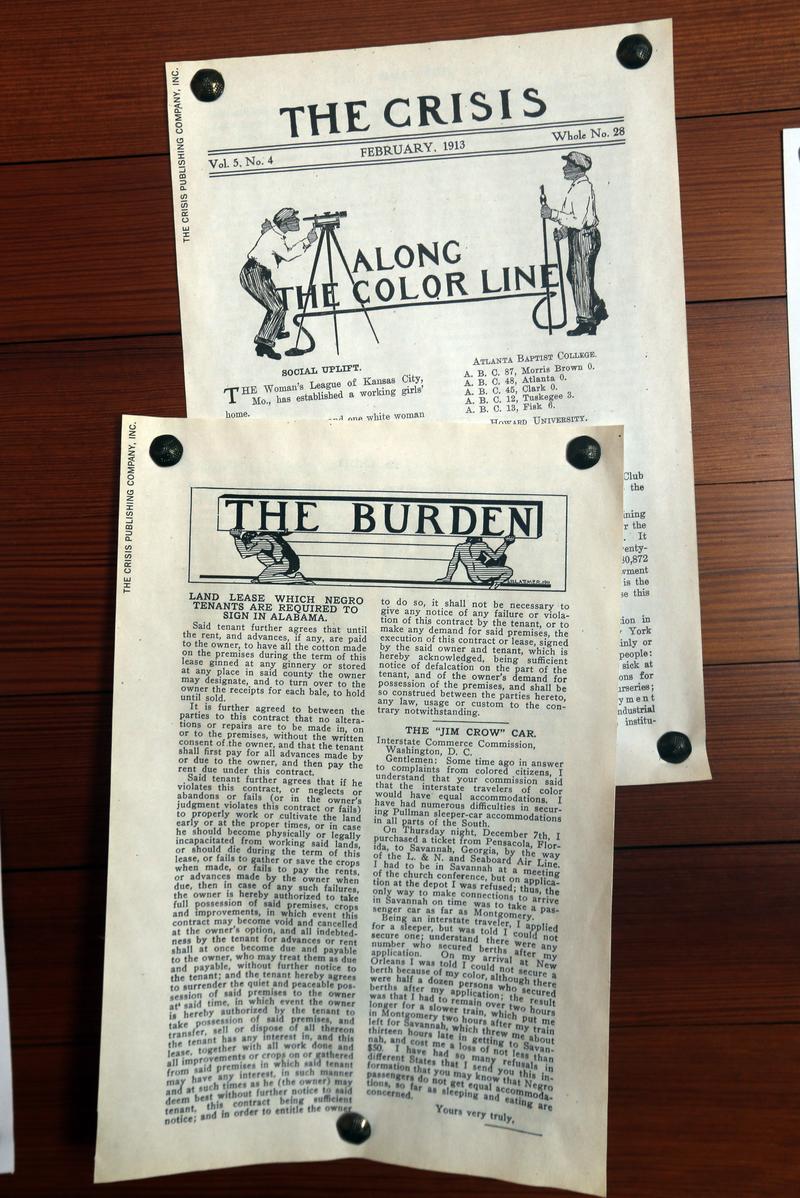 THE CRISIS PUBLISHING COMPANY, INC.
THE CRISIS
Vol. 5, No. 4
FEBRUARY, 1913
Whole No. 28
ALONG
THE COLOR LINE
SOCIAL UPLIFT.
THE Woman's League of Kansas City,
Mo., has established a working girls'
home.
and one white woman
ATLANTA BAPTIST COLLEGE.
A. B. C. 87, Morris Brown 0.
A. B. C. 48, Atlanta 0.
A. B. C. 45, Clark 0.
A. B. C. 12, Tuskegee 3.
A. B. C. 13, Fisk 6.
HOWARD UNIVERSITY.
Club
the
ining
r the
. It
venty-
80,872
wment
is the
se this
tion in
York
inly or
people:
sick at
ons for
rseries;
yment
ndustrial
institu-
THE CRISIS PUBLISHING COMPANY, INC.
THE BURDEN
LAND LEASE WHICH NEGRO
TENANTS ARE REQUIRED TO
SIGN IN ALABAMA.
Said tenant further agrees that until
the rent, and advances, if any, are paid
to the owner, to have all the cotton made
on the premises during the term of this
lease ginned at any ginnery or stored
at any place in said county the owner
may designate, and to turn over to the
owner the receipts for each bale, to hold
until sold.
It is further agreed to between the
parties to this contract that no altera-
tions or repairs are to be made in, on
or to the premises, without the written
consent of the owner, and that the tenant
shall first pay for all advances made by
or due to the owner, and then pay the
rent due under this contract.
Said tenant further agrees that if he
violates this contract, or neglects or
abandons or fails (or in the owner's
judgment violates this contract or fails)
to properly work or cultivate the land
early or at the proper times, or in case
he should become physically or legally
incapacitated from working said lands,
or should die during the term of this
lease, or fails to gather or save the crops
when made, or fails to pay the rents,
or advances made by the owner when
due, then in case of any such failures,
the owner is hereby authorized to take
full possession of said premises, crops
and improvements, in which event this
contract may become void and cancelled
at the owner's option, and all indebted-
ness by the tenant for advances or rent
shall at once become due and payable
to the owner, who may treat them as due
and payable, without further notice to
the tenant; and the tenant hereby agrees
to surrender the quiet and peaceable pos-
session of said premises to the owner
at said time, in which event the owner
is hereby authorized by the tenant to
take possession of said premises, and
transfer, sell or dispose of all thereon
the tenant has any interest in, and this
lease, together with all work done and
all improvements or crops on or gathered
from said premises in which said tenant
may have any interest, in such manner
and at such times as he (the owner) may
deem best without further notice to said
tenant, this contract being sufficient
notice; and in order to entitle the owner
to do so, it shall not be necessary to
give any notice of any failure or viola-
tion of this contract by the tenant, or to
make any demand for said premises, the
execution of this contract or lease, signed
by the said owner and tenant, which is
hereby acknowledged, being sufficient
notice of defalcation on the part of the
tenant, and of the owner's demand for
possession of the premises, and shall be
so construed between the parties hereto,
any law, usage or custom to the con-
trary notwithstanding.
THE "JIM CROW" CAR.
Interstate Commerce Commission,
Washington, D. C.
Gentlemen: Some time ago in answer
to complaints from colored citizens, I
understand that your commission said
that the interstate travelers of color
would have equal accommodations. I
have had numerous difficulties in secur-
ing Pullman sleeper-car accommodations
in all parts of the South.
On Thursday night, December 7th, I
purchased a ticket from Pensacola, Flor-
ida, to Savannah, Georgia, by the way
of the L. & N. and Seaboard Air Line.
I had to be in Savannah at a meeting
of the church conference, but on applica-
tion at the depot I was refused; thus, the
only way to make connections to arrive
in Savannah on time was to take a pas-
senger car as far as Montgomery.
Being an interstate traveler, I applied
for a sleeper, but was told I could not
secure one; understand there were any
number who secured berths after my
application. On my arrival at New
Orleans I was told I could not secure a
berth because of my color, although there
were half a dozen persons who secured
berths after my application; the result
was that I had to remain over two hours
longer for a slower train, which put me
in Montgomery two hours after my train
left for Savannah, which threw me about
thirteen hours late in getting to Savan-
nah, and cost me a loss of not less than
$50. I have had so many refusals in
different States that I send you this in-
formation that you may know that Negro
passengers do not get equal accommoda-
tions, so far as sleeping and eating are
concerned.
Yours very truly,